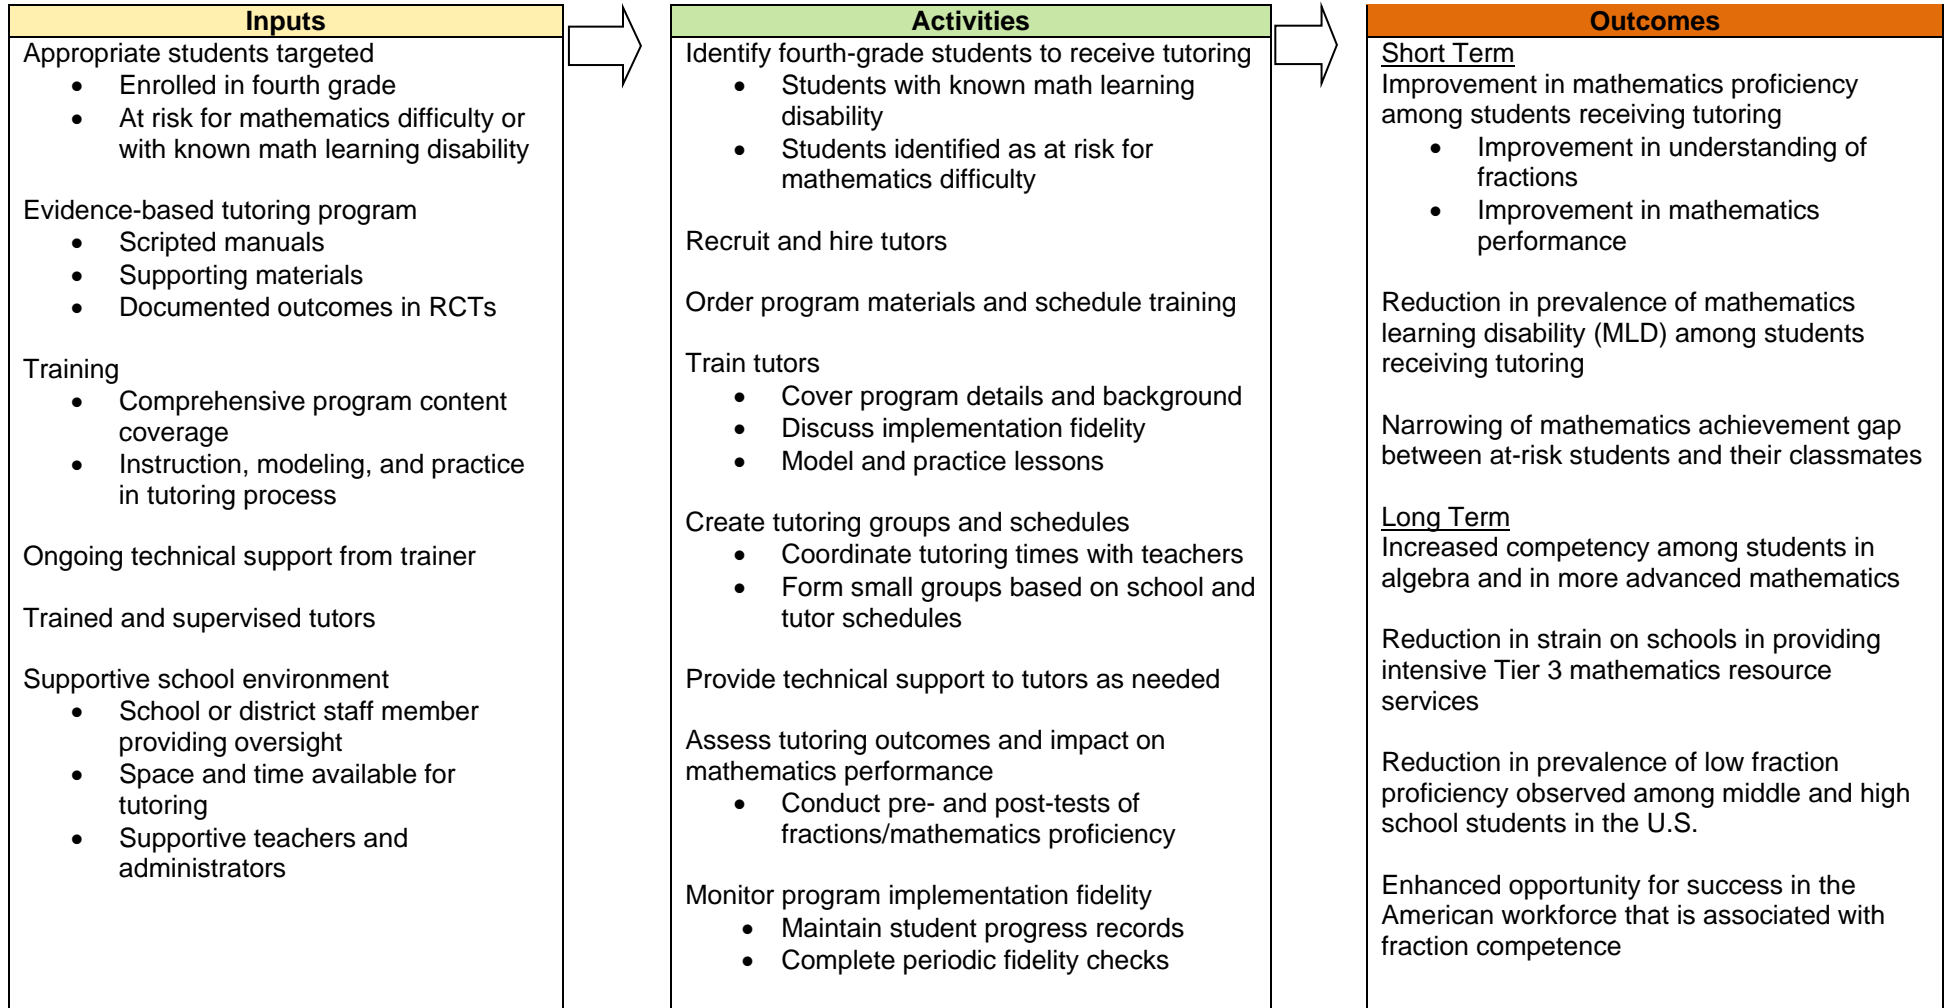 Inputs
Appropriate students targeted
• Enrolled in fourth grade
• At risk for mathematics difficulty or
with known math learning disability
Evidence-based tutoring program
• Scripted manuals
• Supporting materials
• Documented outcomes in RCTs
Training
• Comprehensive program content
coverage
• Instruction, modeling, and practice
in tutoring process
Ongoing technical support from trainer
Trained and supervised tutors
Supportive school environment
• School or district staff member
providing oversight
• Space and time available for
tutoring
• Supportive teachers and
administrators
Activities
Identify fourth-grade students to receive tutoring
• Students with known math learning
disability
• Students identified as at risk for
mathematics difficulty
Recruit and hire tutors
Order program materials and schedule training
Train tutors
• Cover program details and background
• Discuss implementation fidelity
• Model and practice lessons
Create tutoring groups and schedules
• Coordinate tutoring times with teachers
• Form small groups based on school and
tutor schedules
Provide technical support to tutors as needed
Assess tutoring outcomes and impact on
mathematics performance
• Conduct pre- and post-tests of
fractions/mathematics proficiency
Monitor program implementation fidelity
• Maintain student progress records
• Complete periodic fidelity checks
Outcomes
Short Term
Improvement in mathematics proficiency
among students receiving tutoring
• Improvement in understanding of
fractions
• Improvement in mathematics
performance
Reduction in prevalence of mathematics
learning disability (MLD) among students
receiving tutoring
Narrowing of mathematics achievement gap
between at-risk students and their classmates
Long Term
Increased competency among students in
algebra and in more advanced mathematics
Reduction in strain on schools in providing
intensive Tier 3 mathematics resource
services
Reduction in prevalence of low fraction
proficiency observed among middle and high
school students in the U.S.
Enhanced opportunity for success in the
American workforce that is associated with
fraction competence